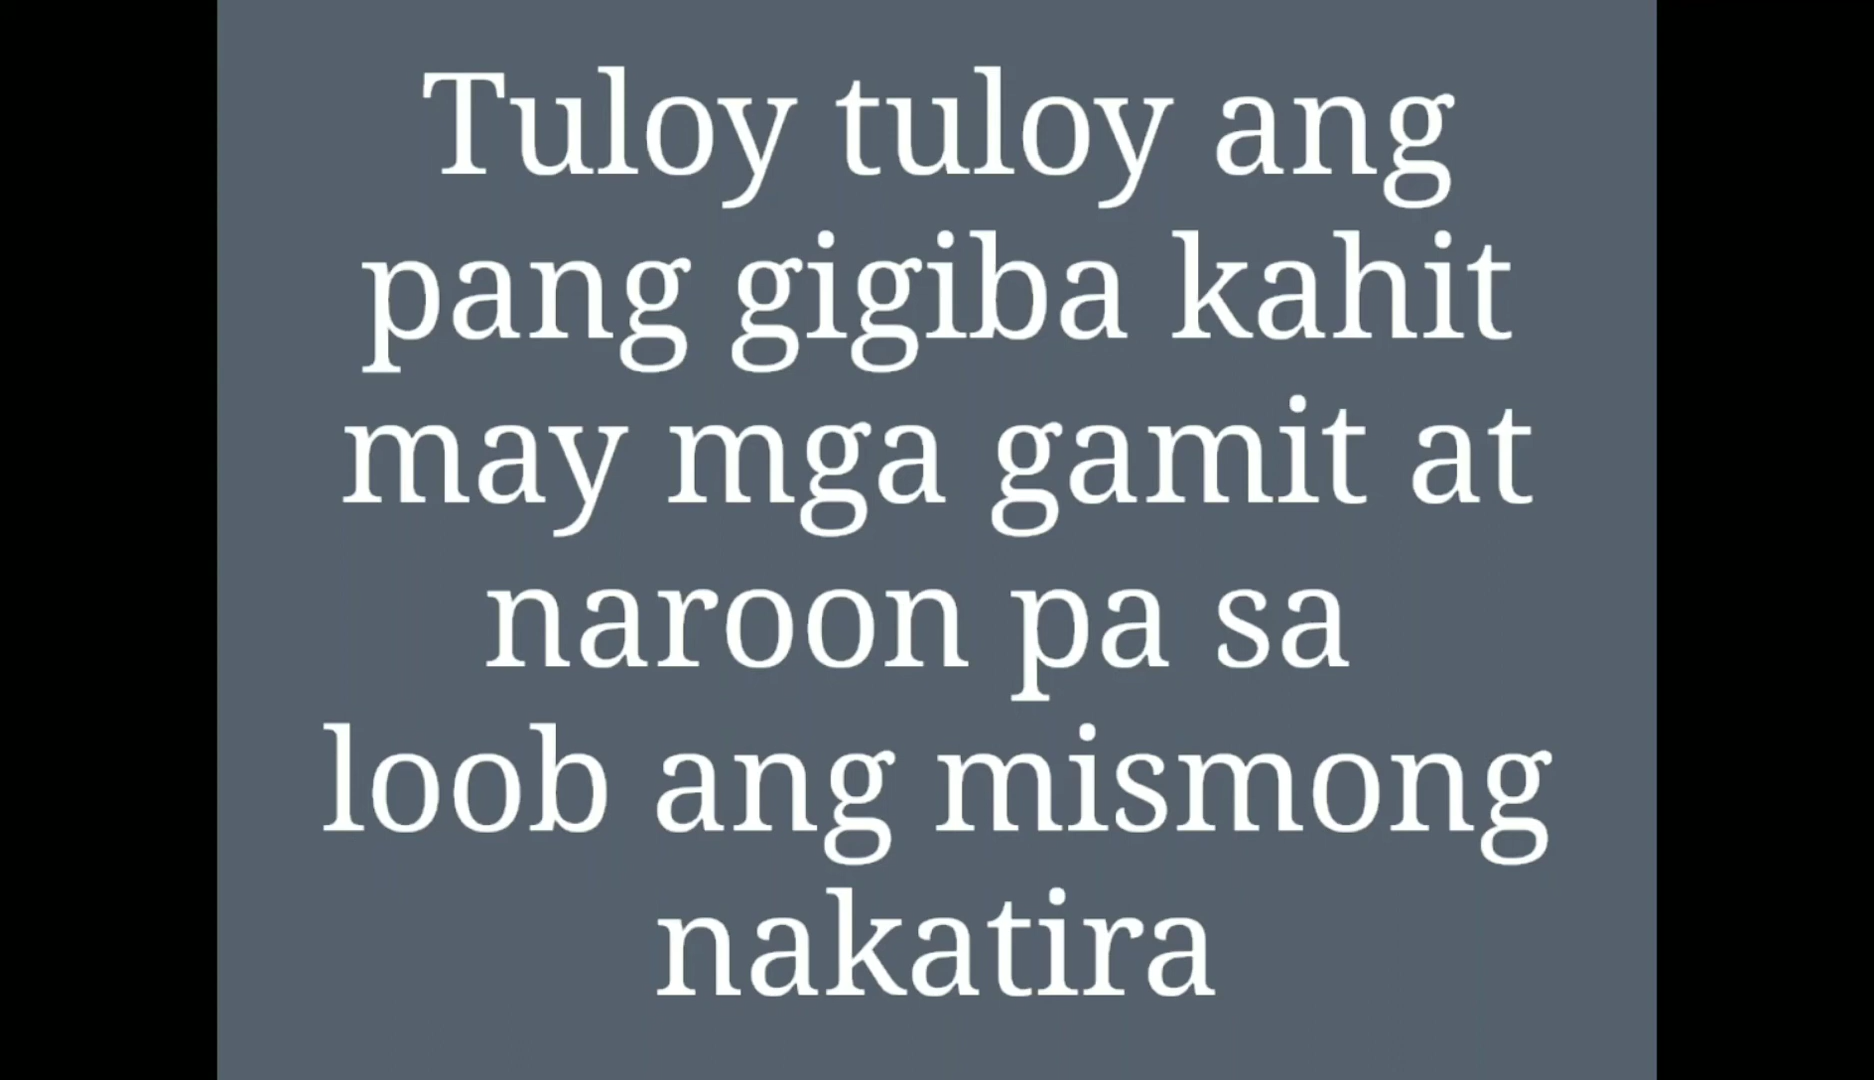 Tuloy tuloy ang
pang gigiba kahit
may mga gamit at
naroon pa sa
loob ang mismong
nakatira